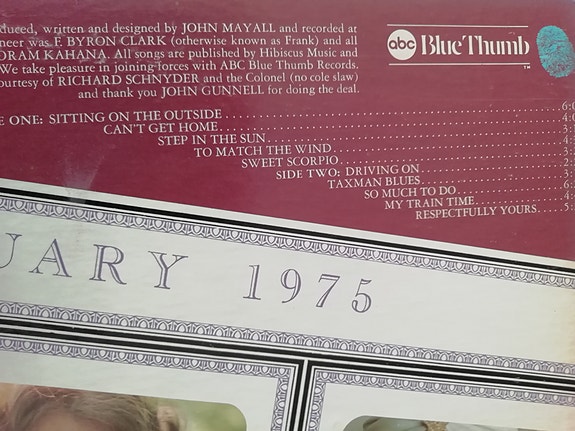 oduced, written and designed by JOHN MAYALL and recorded at
neer was F. BYRON CLARK (otherwise known as Frank) and all
ORAM KAHANA. All songs are published by Hibiscus Music and
We take pleasure in joining forces with ABC Blue Thumb Records.
ourtesy of RICHARD SCHNYDER and the Colonel (no cole slaw)
and thank you JOHN GUNNELL for doing the deal.
abc Blue Thumb TM
E ONE: SITTING ON THE OUTSIDE
CAN'T GET HOME
STEP IN THE SUN
TO MATCH THE WIND
SWEET SCORPIO
SIDE TWO: DRIVING ON
TAXMAN BLUES
SO MUCH TO DO
MY TRAIN TIME
RESPECTFULLY YOURS
UARY 1975